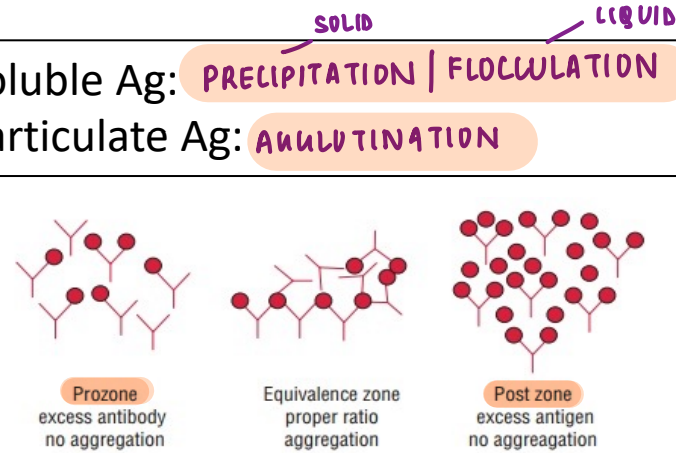 SOLID
LIQUID
oluble Ag: PRECIPITATION | FLOCCULATION
articulate Ag: AGGLUTINATION
Prozone
excess antibody
no aggregation
Equivalence zone
proper ratio
aggregation
Post zone
excess antigen
no aggreagation